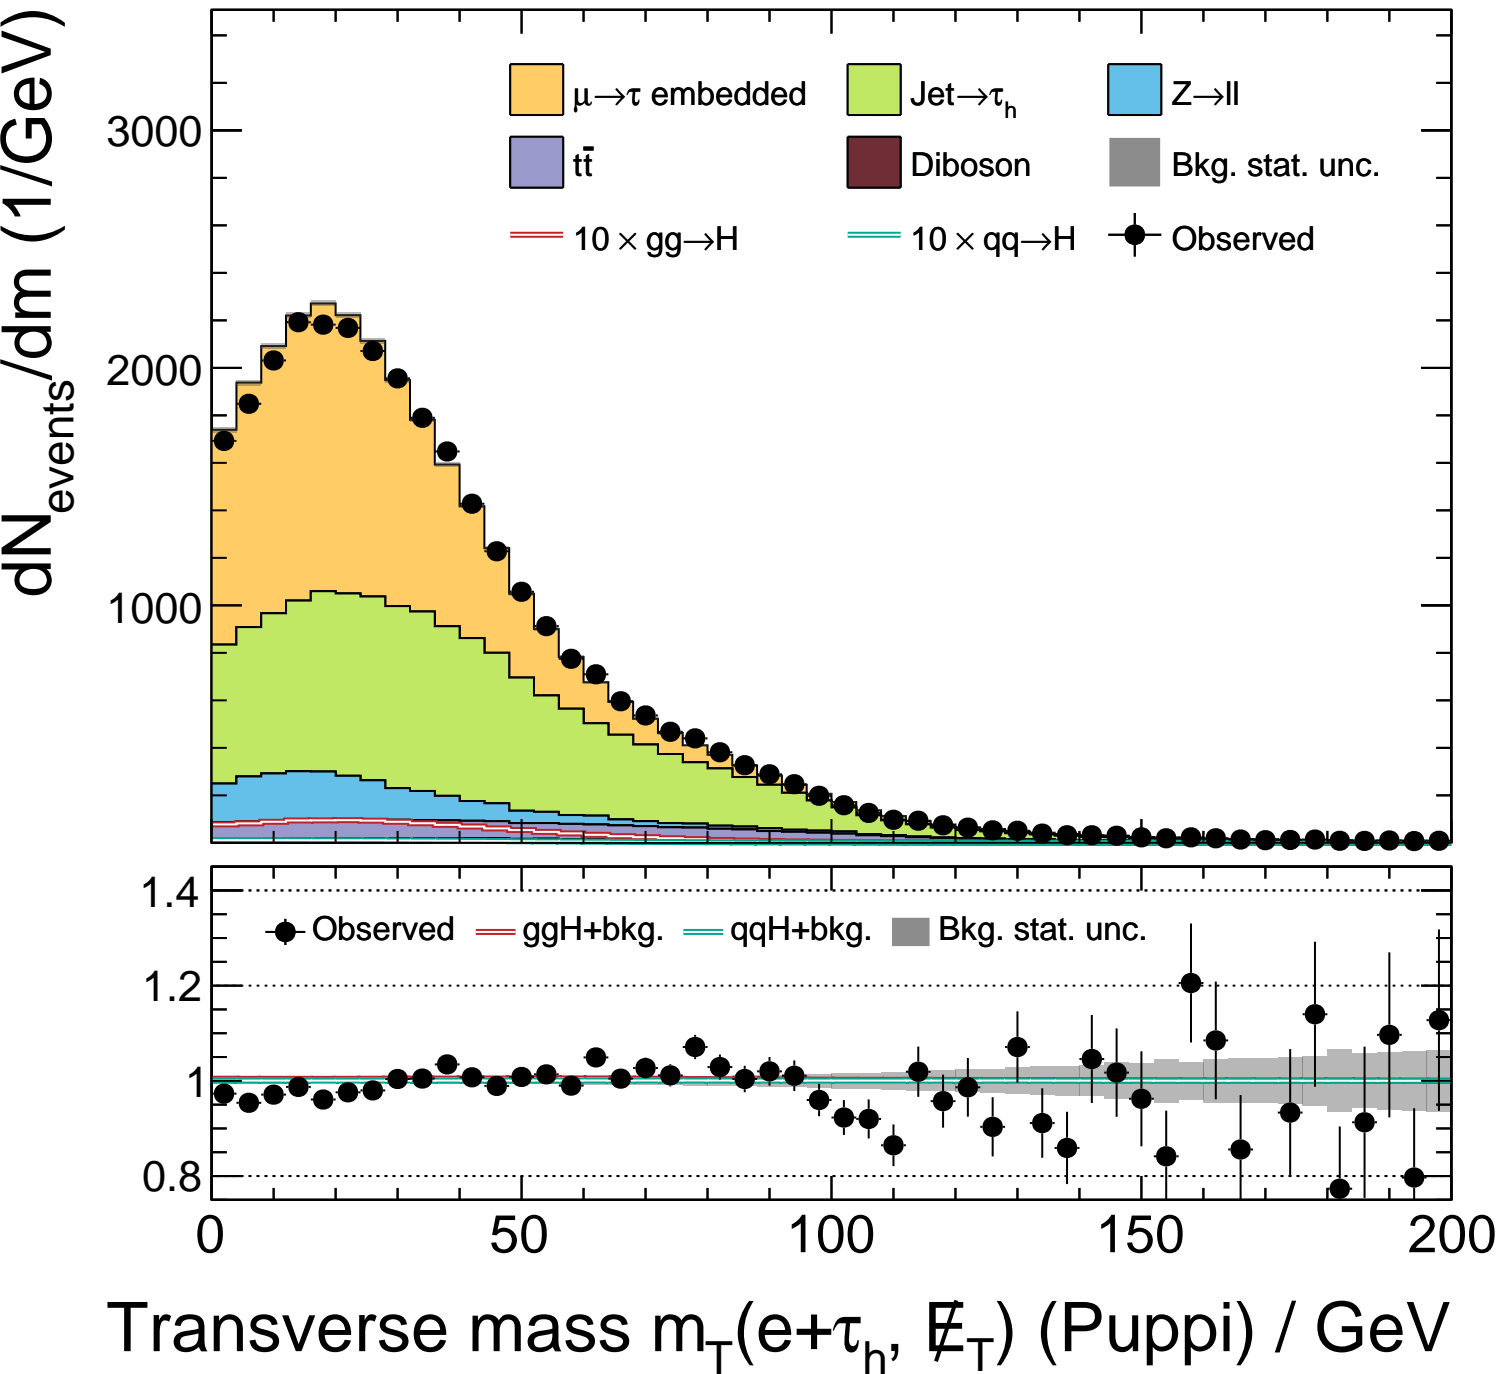 dN_events/dm (1/GeV)
μ→τ embedded Jet→τ_h Z→ll
tt̄ Diboson Bkg. stat. unc.
10 × gg→H 10 × qq→H Observed
3000
2000
1000
1.4
Observed ggH+bkg. qqH+bkg. Bkg. stat. unc.
1.2
1
0.8
0 50 100 150 200
Transverse mass m_T(e+τ_h, E̸_T) (Puppi) / GeV